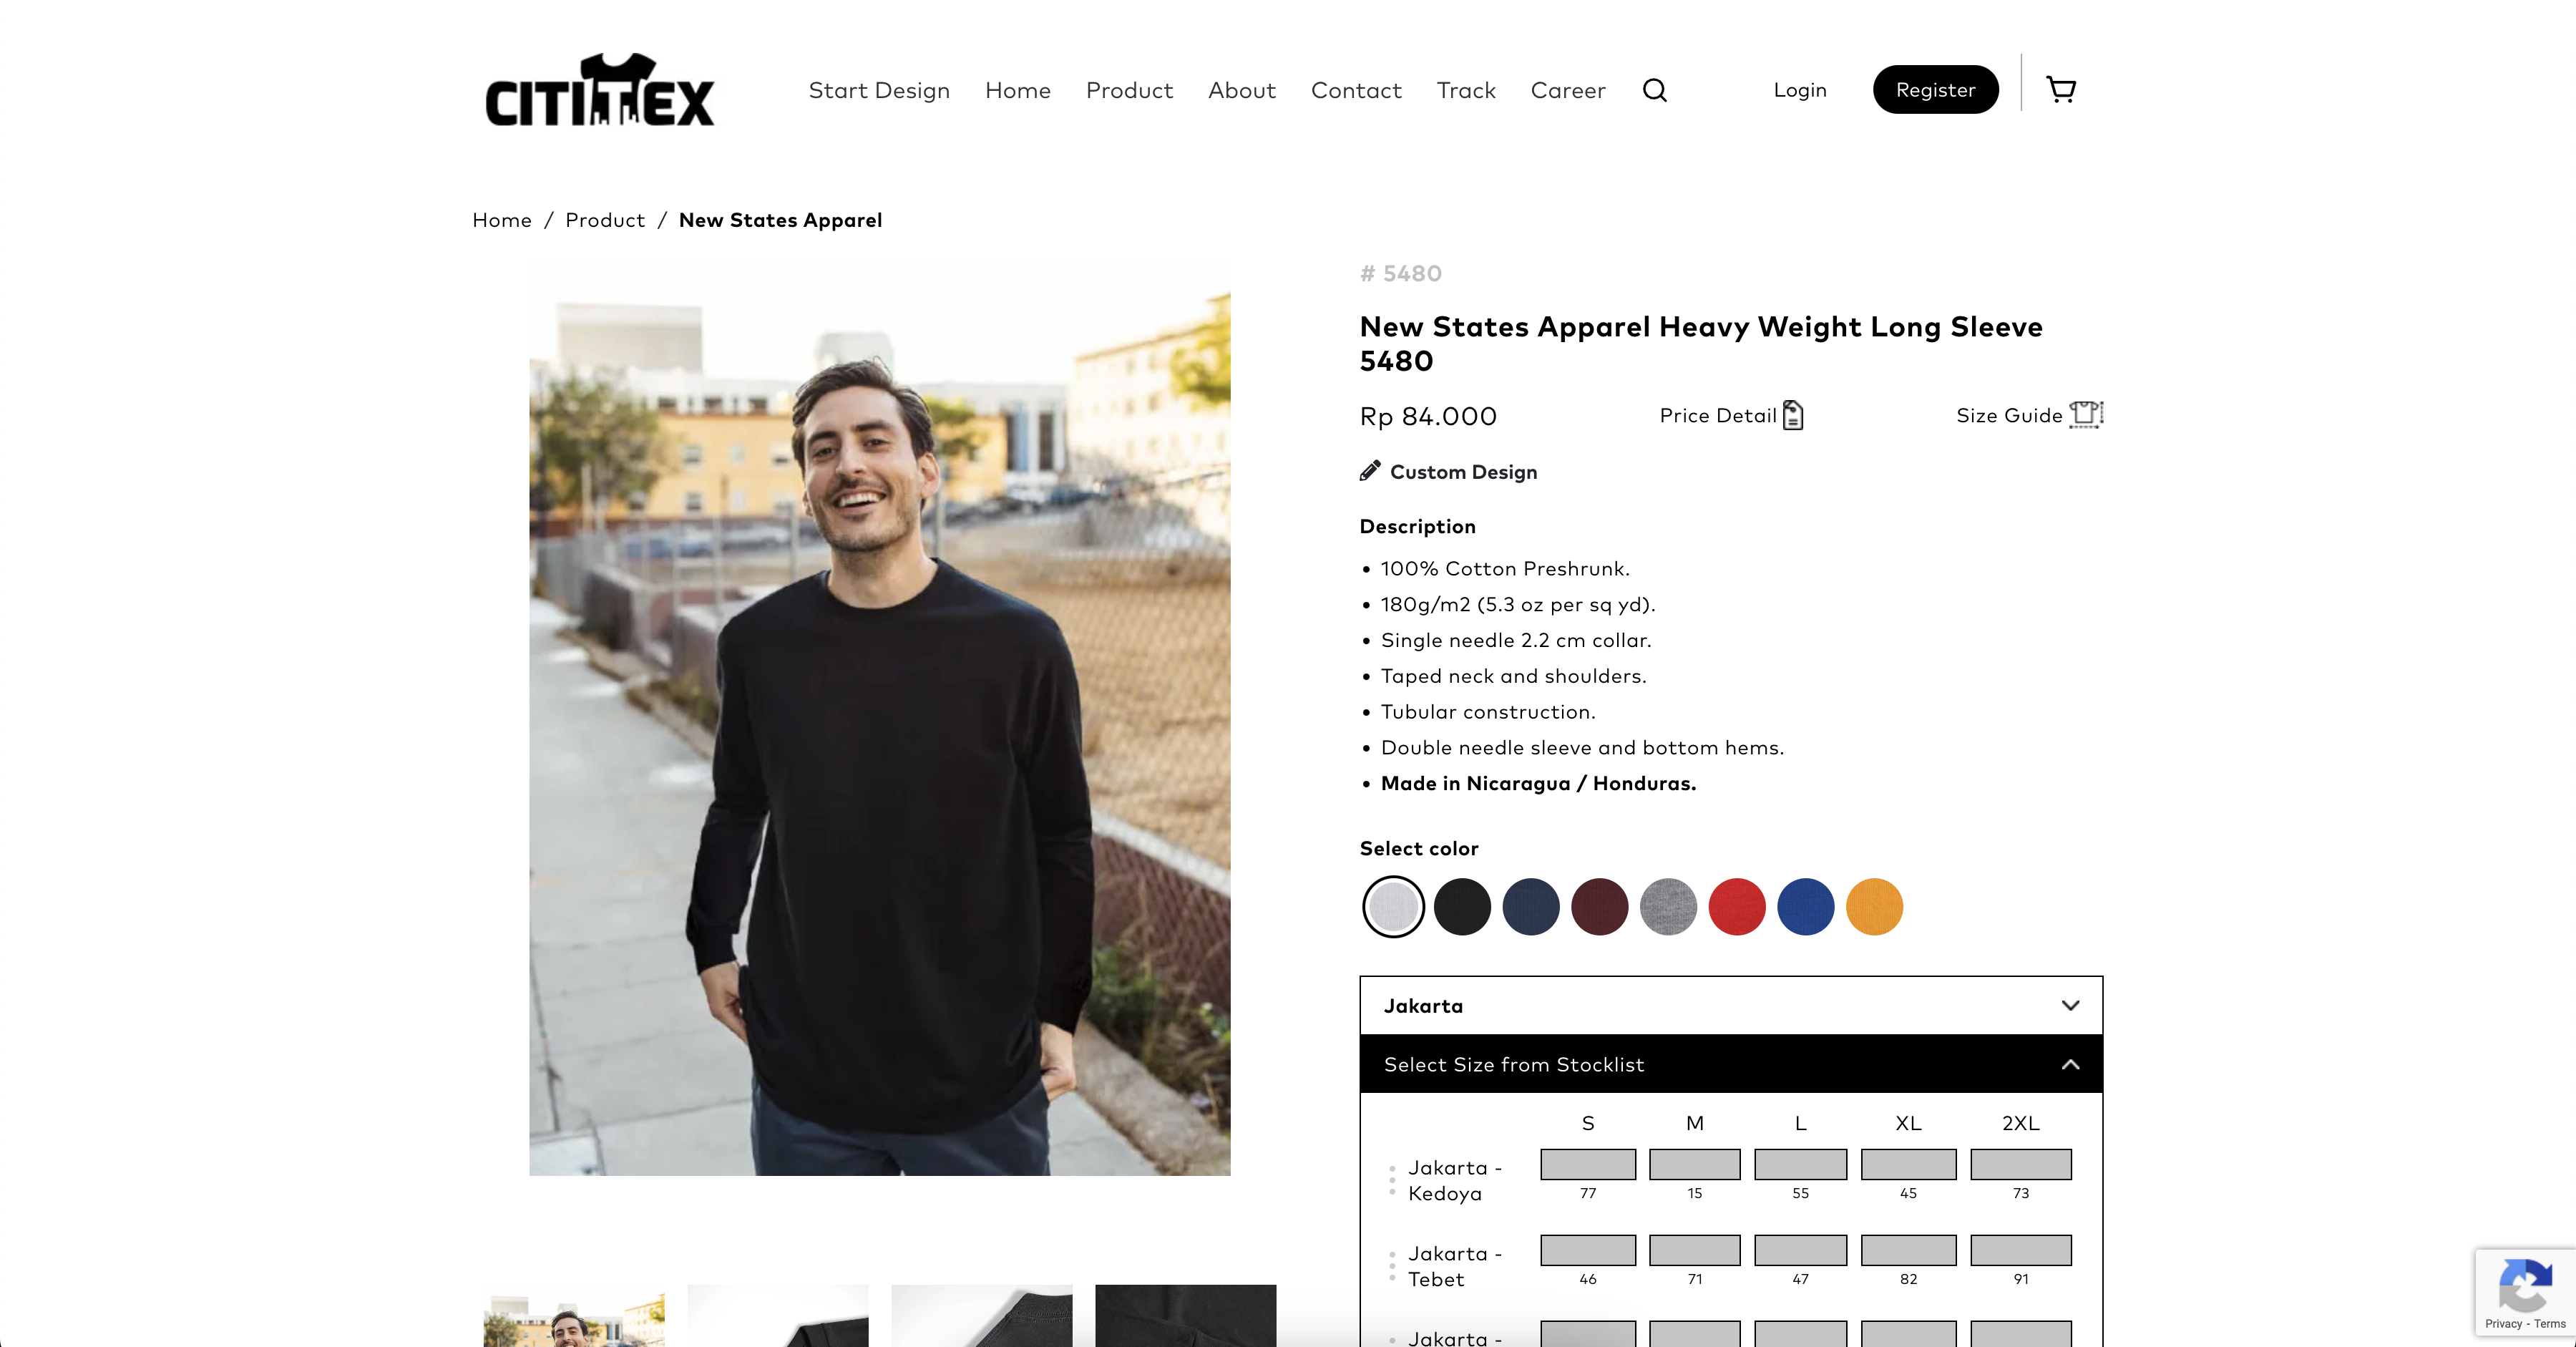 CITITEX
Start Design Home Product About Contact Track Career Login Register
Home / Product / New States Apparel
# 5480
New States Apparel Heavy Weight Long Sleeve
5480
Rp 84.000 Price Detail Size Guide
Custom Design
Description
• 100% Cotton Preshrunk.
• 180g/m2 (5.3 oz per sq yd).
• Single needle 2.2 cm collar.
• Taped neck and shoulders.
• Tubular construction.
• Double needle sleeve and bottom hems.
• Made in Nicaragua / Honduras.
Select color
Jakarta
Select Size from Stocklist
S M L XL 2XL
Jakarta -
Kedoya
77 15 55 45 73
Jakarta -
Tebet
46 71 47 82 91
Jakarta -
Privacy - Terms